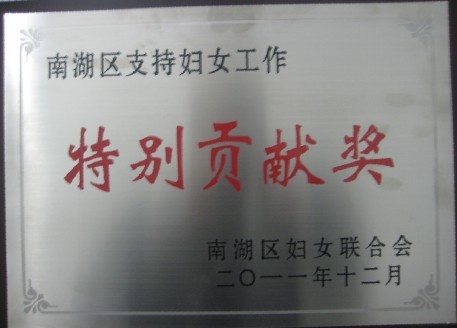 南湖区支持妇女工作
特别贡献奖
南湖区妇女联合会
二〇一一年十二月